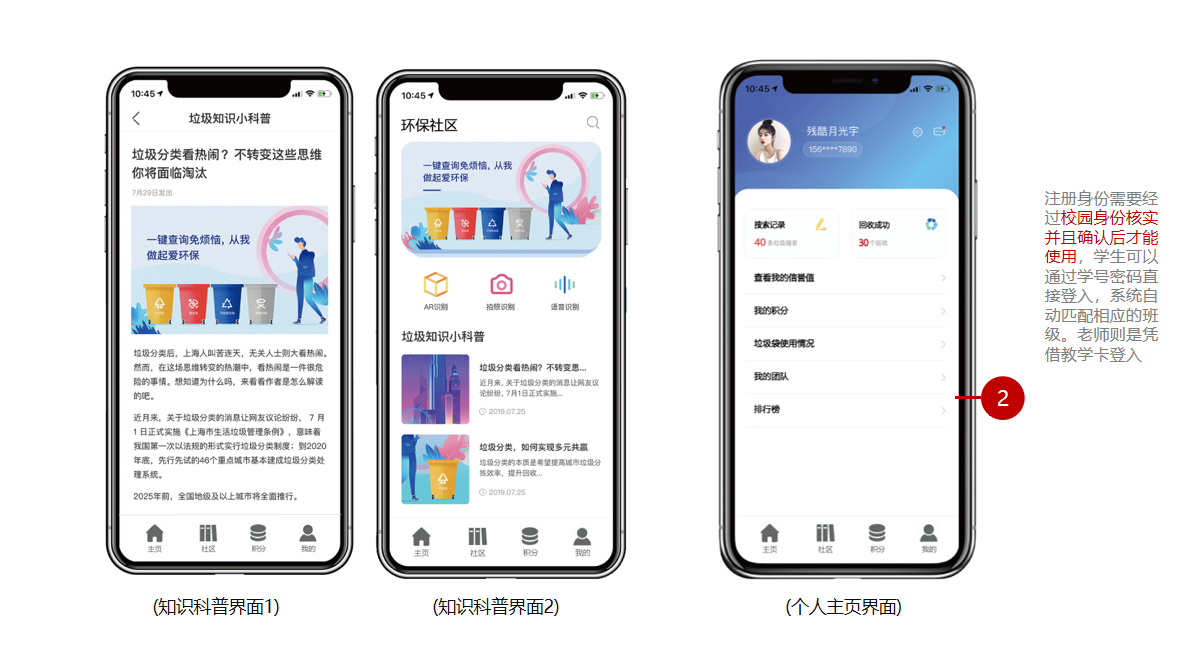 10:45
垃圾知识小科普
垃圾分类看热闹？不转变这些思维
你将面临淘汰
7月29日发出
一键查询免烦恼，从我
做起爱环保
垃圾分类后，上海人叫苦连天，无关人士则大看热闹。
然而，在这场思维转变的热潮中，看热闹是一件很危
险的事情。想知道为什么吗，来看看作者是怎么解读
的吧。
近月来，关于垃圾分类的消息让网友议论纷纷， 7 月
1 日正式实施《上海市生活垃圾管理条例》，意味着
我国第一次以法规的形式实行垃圾分类制度；到2020
年底，先行先试的46个重点城市基本建成垃圾分类处
理系统。
2025年前，全国地级及以上城市将全面推行。
主页
社区
积分
我的
(知识科普界面1)
10:45
环保社区
一键查询免烦恼，从我
做起爱环保
AR识别
拍照识别
语音识别
垃圾知识小科普
垃圾分类看热闹？不转变思...
近月来，关于垃圾分类的消息让网友议
论纷纷，7月1日正式实施...
2019.07.25
垃圾分类，如何实现多元共赢
垃圾分类的本质是希望提高城市垃圾分
拣效率，提升回收...
2019.07.25
主页
社区
积分
我的
(知识科普界面2)
10:45
残酷月光宇
156****7890
搜索记录
40条垃圾搜索
回收成功
30个回收
查看我的信誉值
我的积分
垃圾袋使用情况
我的团队
排行榜
主页
社区
积分
我的
(个人主页界面)
注册身份需要经
过校园身份核实
并且确认后才能
使用，学生可以
通过学号密码直
接登入，系统自
动匹配相应的班
级。老师则是凭
借教学卡登入
2